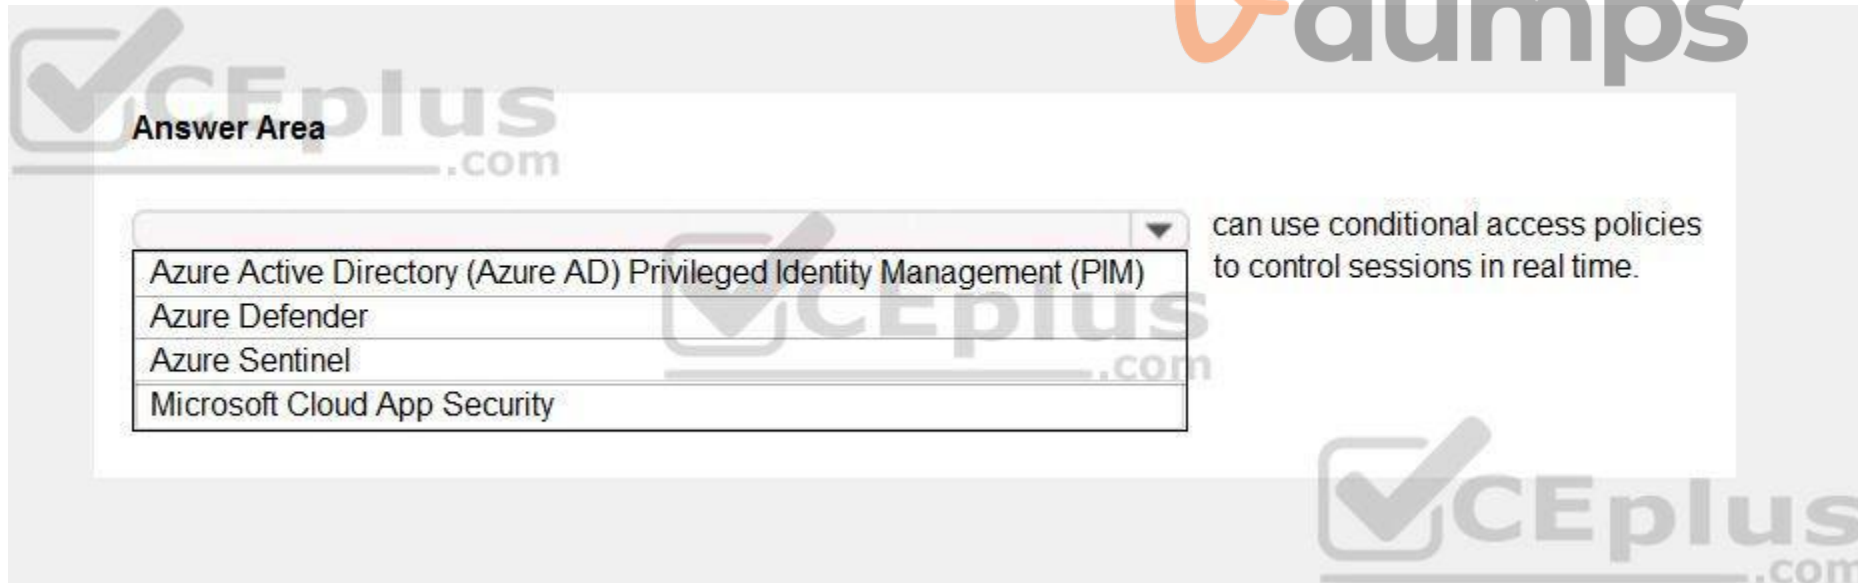 dumps
CEplus
.com
Answer Area
can use conditional access policies
to control sessions in real time.
Azure Active Directory (Azure AD) Privileged Identity Management (PIM)
Azure Defender
Azure Sentinel
Microsoft Cloud App Security
CEplus
.com
CEplus
.com